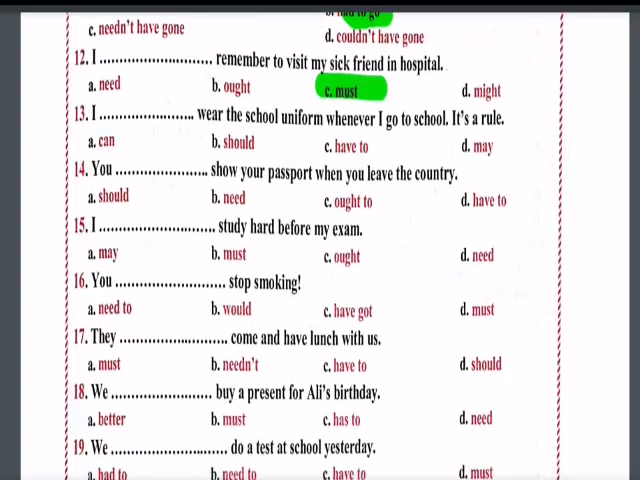 b. had to go
c. needn't have gone d. couldn't have gone
12. I ............................ remember to visit my sick friend in hospital.
a. need b. ought c. must d. might
13. I ....................... wear the school uniform whenever I go to school. It's a rule.
a. can b. should c. have to d. may
14. You ....................... show your passport when you leave the country.
a. should b. need c. ought to d. have to
15. I ............................. study hard before my exam.
a. may b. must c. ought d. need
16. You ........................... stop smoking!
a. need to b. would c. have got d. must
17. They ........................... come and have lunch with us.
a. must b. needn't c. have to d. should
18. We ......................... buy a present for Ali's birthday.
a. better b. must c. has to d. need
19. We ............................. do a test at school yesterday.
a. had to b. need to c. have to d. must